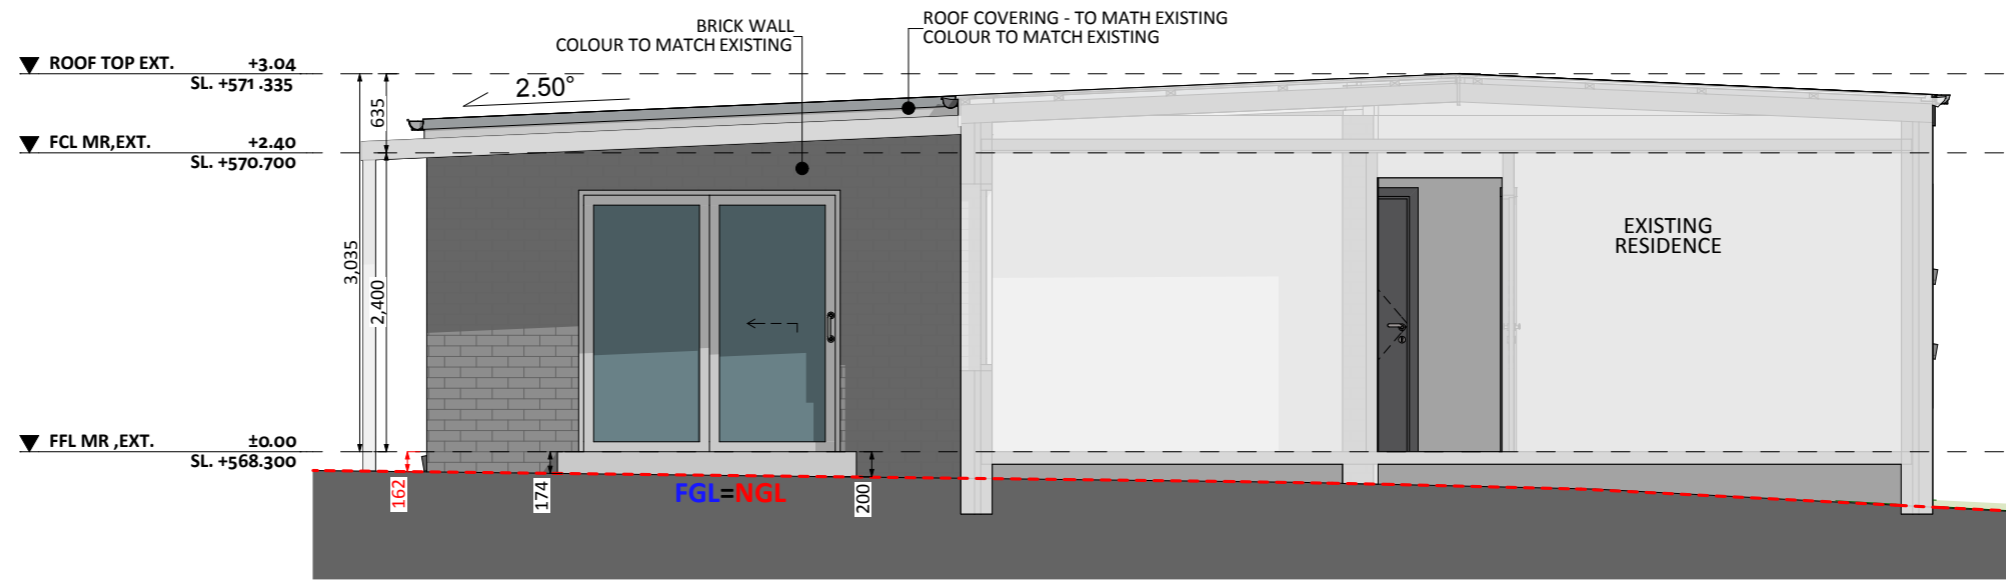 BRICK WALL
COLOUR TO MATCH EXISTING
ROOF COVERING - TO MATH EXISTING
COLOUR TO MATCH EXISTING
ROOF TOP EXT. +3.04
SL. +571.335
2.50°
635
FCL MR,EXT. +2.40
SL. +570.700
3,035
2,400
EXISTING
RESIDENCE
FFL MR ,EXT. ±0.00
SL. +568.300
162
174
FGL=NGL
200